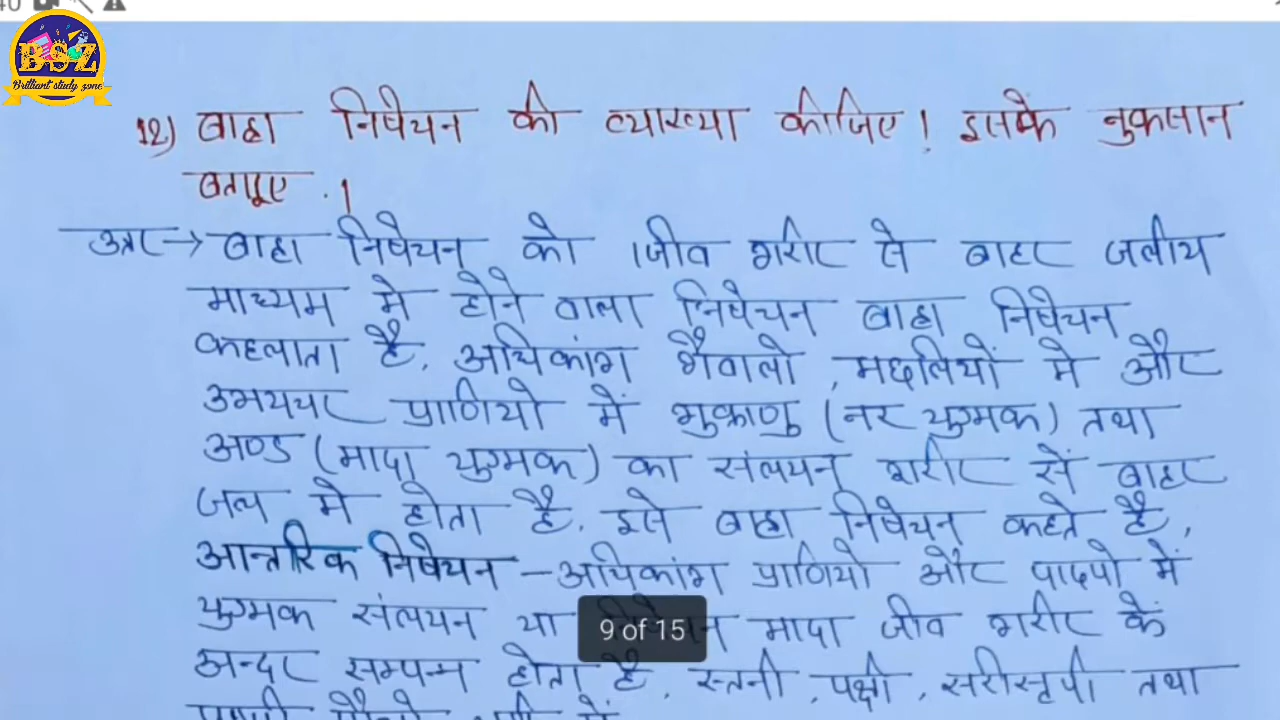 BSZ
Brilliant study zone
12) बाह्य निषेचन की व्याख्या कीजिए! इसके नुकसान
बताइए .।
उत्तर → बाह्य निषेचन को जीव शरीर से बाहर जलीय
माध्यम मे होने वाला निषेचन बाह्य निषेचन
कहलाता है. अधिकांश शैवालो , मछलियों मे और
उभयचर प्राणियो में शुक्राणु (नर युग्मक) तथा
अण्ड (मादा युग्मक) का संलयन शरीर सें बाहर
जल मे होता है. इसे बाह्य निषेचन कहते है.
आन्तरिक निषेचन – अधिकांश प्राणियो और पादपो में
युग्मक संलयन या निषेचन मादा जीव शरीर के
9 of 15
अन्दर सम्पन्न होता है. स्तनी , पक्षी , सरीसृपी तथा